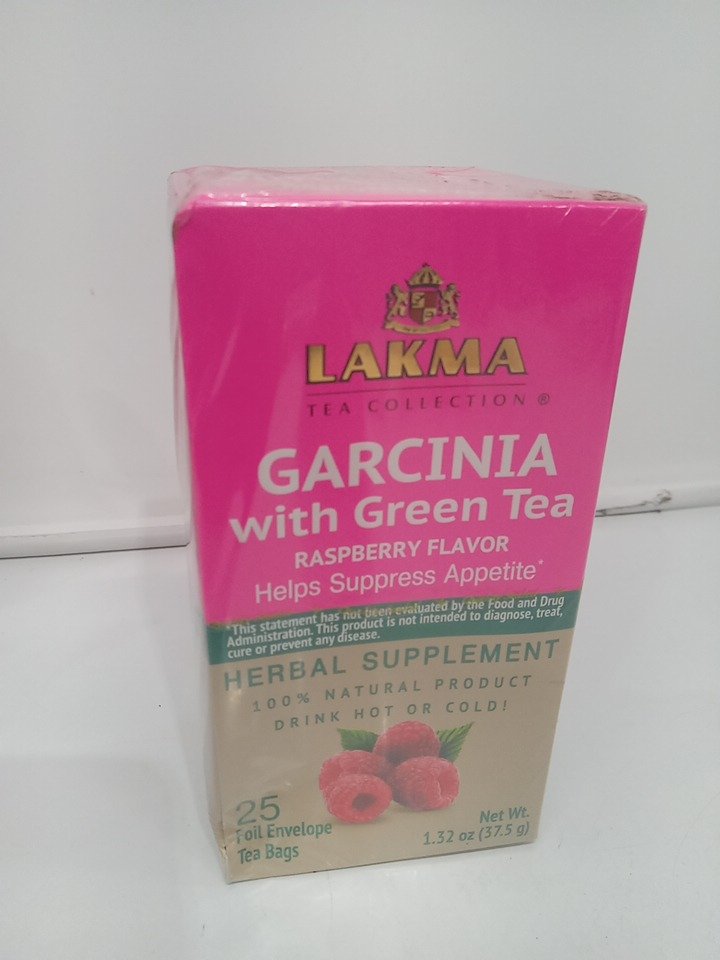 LAKMA
TEA COLLECTION ®
GARCINIA
with Green Tea
RASPBERRY FLAVOR
Helps Suppress Appetite*
*This statement has not been evaluated by the Food and Drug
Administration. This product is not intended to diagnose, treat,
cure or prevent any disease.
HERBAL SUPPLEMENT
100% NATURAL PRODUCT
DRINK HOT OR COLD!
25
Foil Envelope
Tea Bags
Net Wt.
1.32 oz (37.5 g)